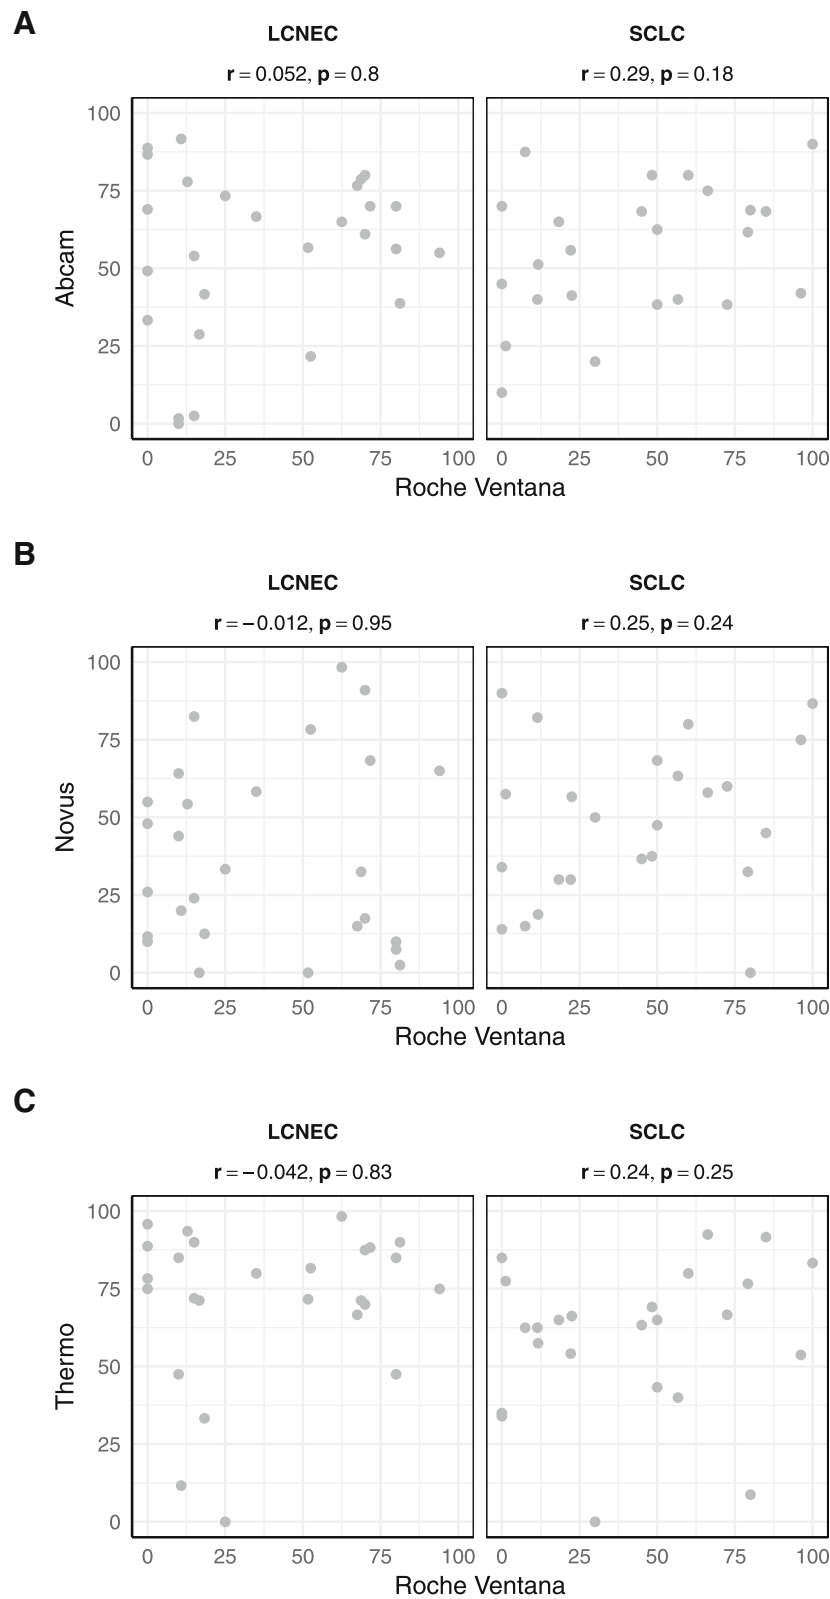 A
LCNEC SCLC
r = 0.052, p = 0.8 r = 0.29, p = 0.18
100
75
50
25
0
Abcam
0 25 50 75 100 0 25 50 75 100
Roche Ventana
B
LCNEC SCLC
r = −0.012, p = 0.95 r = 0.25, p = 0.24
100
75
50
25
0
Novus
0 25 50 75 100 0 25 50 75 100
Roche Ventana
C
LCNEC SCLC
r = −0.042, p = 0.83 r = 0.24, p = 0.25
100
75
50
25
0
Thermo
0 25 50 75 100 0 25 50 75 100
Roche Ventana